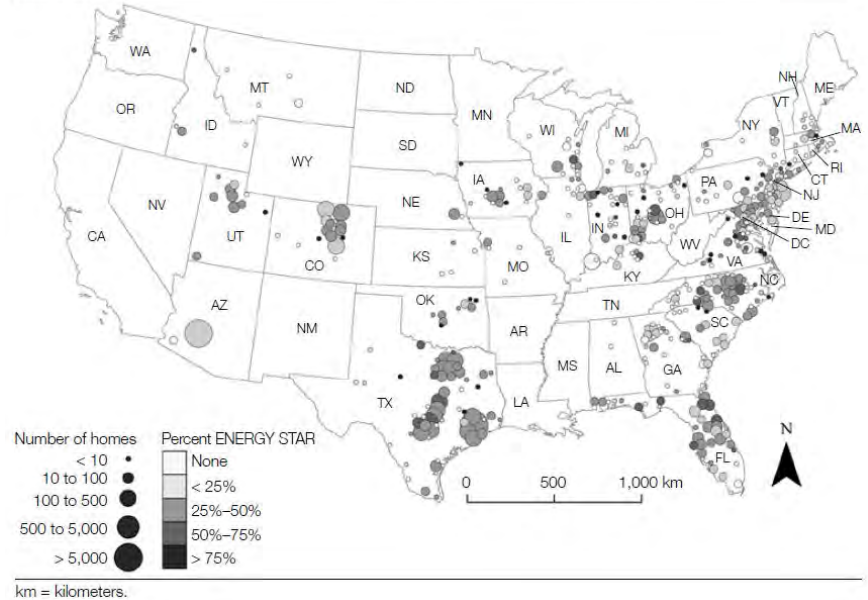 WA
MT
ND
OR
ID
MN
WI
MI
NH
VT
ME
NY
MA
SD
WY
IA
PA
RI
CT
NJ
NE
NV
UT
IL
IN
OH
DE
MD
DC
CA
CO
KS
MO
WV
VA
KY
NC
AZ
NM
OK
TN
AR
SC
MS
AL
GA
TX
LA
FL
N
Number of homes
< 10
10 to 100
100 to 500
500 to 5,000
> 5,000
Percent ENERGY STAR
None
< 25%
25%–50%
50%–75%
> 75%
0 500 1,000 km
km = kilometers.